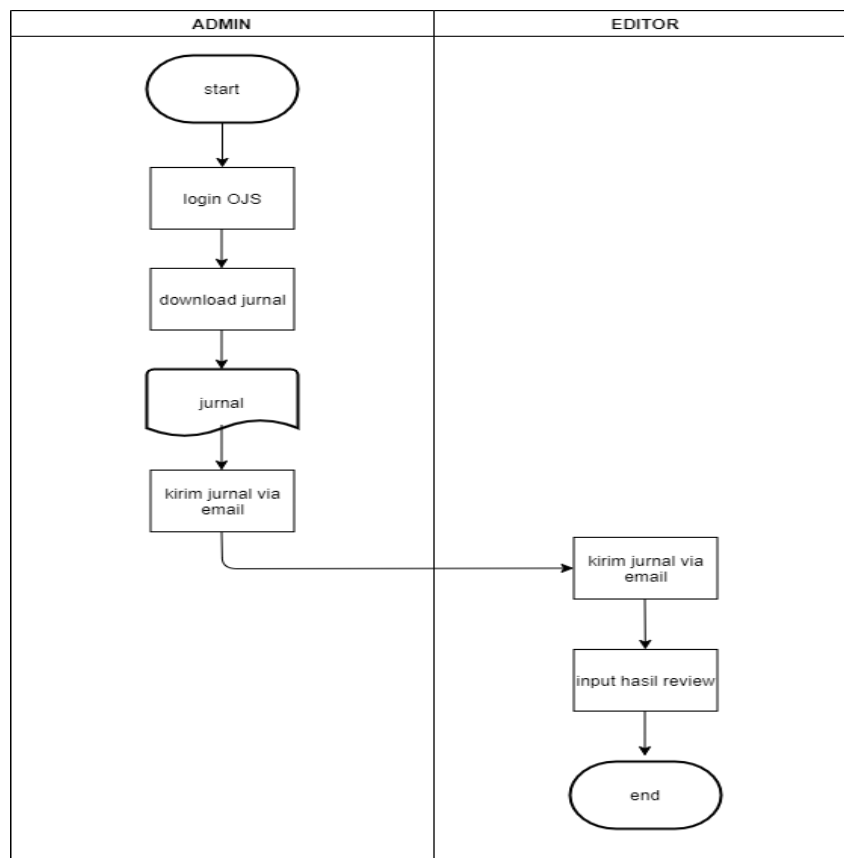 ADMIN
EDITOR
start
login OJS
download jurnal
jurnal
kirim jurnal via
email
kirim jurnal via
email
input hasil review
end